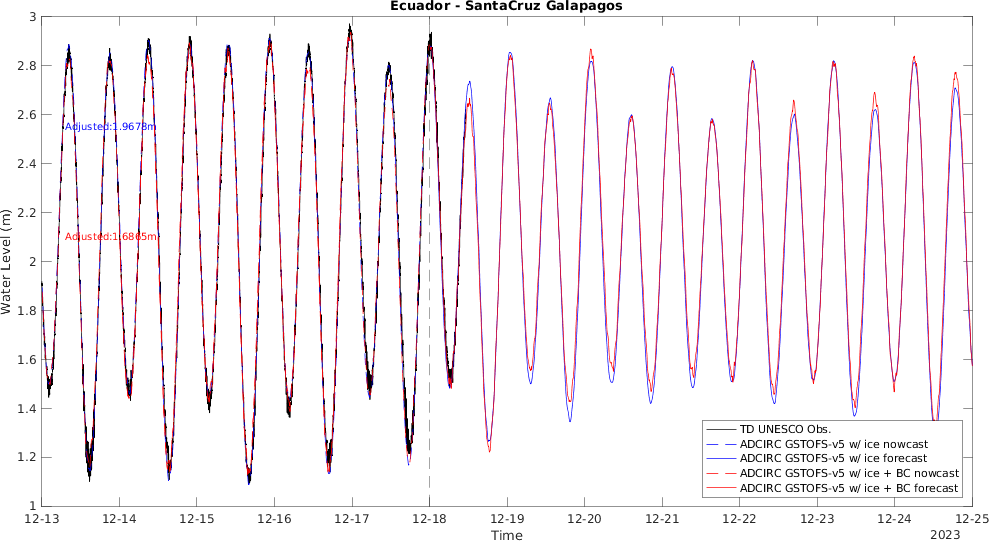 Ecuador - SantaCruz Galapagos
Water Level (m)
3
2.8
2.6
2.4
2.2
2
1.8
1.6
1.4
1.2
1
Adjusted:1.9678m
Adjusted:1.6865m
TD UNESCO Obs.
ADCIRC GSTOFS-v5 w/ ice nowcast
ADCIRC GSTOFS-v5 w/ ice forecast
ADCIRC GSTOFS-v5 w/ ice + BC nowcast
ADCIRC GSTOFS-v5 w/ ice + BC forecast
12-13 12-14 12-15 12-16 12-17 12-18 12-19 12-20 12-21 12-22 12-23 12-24 12-25
Time
2023